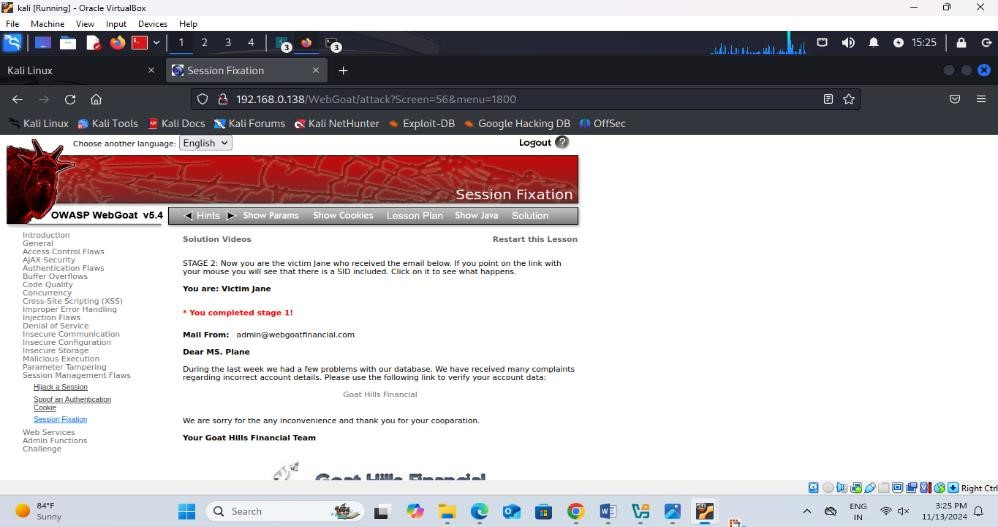 kali [Running] - Oracle VirtualBox
File Machine View Input Devices Help
1 2 3 4 3 3 15:25
Kali Linux Session Fixation
192.168.0.138/WebGoat/attack?Screen=56&menu=1800
Kali Linux Kali Tools Kali Docs Kali Forums Kali NetHunter Exploit-DB Google Hacking DB OffSec
Choose another language: English Logout ?
Session Fixation
OWASP WebGoat v5.4 Hints Show Params Show Cookies Lesson Plan Show Java Solution
Introduction
General
Access Control Flaws
AJAX Security
Authentication Flaws
Buffer Overflows
Code Quality
Concurrency
Cross-Site Scripting (XSS)
Improper Error Handling
Injection Flaws
Denial of Service
Insecure Communication
Insecure Configuration
Insecure Storage
Malicious Execution
Parameter Tampering
Session Management Flaws
Hijack a Session
Spoof an Authentication
Cookie
Session Fixation
Web Services
Admin Functions
Challenge
Solution Videos Restart this Lesson
STAGE 2: Now you are the victim Jane who received the email below. If you point on the link with
your mouse you will see that there is a SID included. Click on it to see what happens.
You are: Victim Jane
* You completed stage 1!
Mail From: admin@webgoatfinancial.com
Dear MS. Plane
During the last week we had a few problems with our database. We have received many complaints
regarding incorrect account details. Please use the following link to verify your account data:
Goat Hills Financial
We are sorry for the any inconvenience and thank you for your cooparation.
Your Goat Hills Financial Team
Goat Hills Financial
Right Ctrl
84°F
Sunny
Search
ENG
IN
3:25 PM
11/13/2024